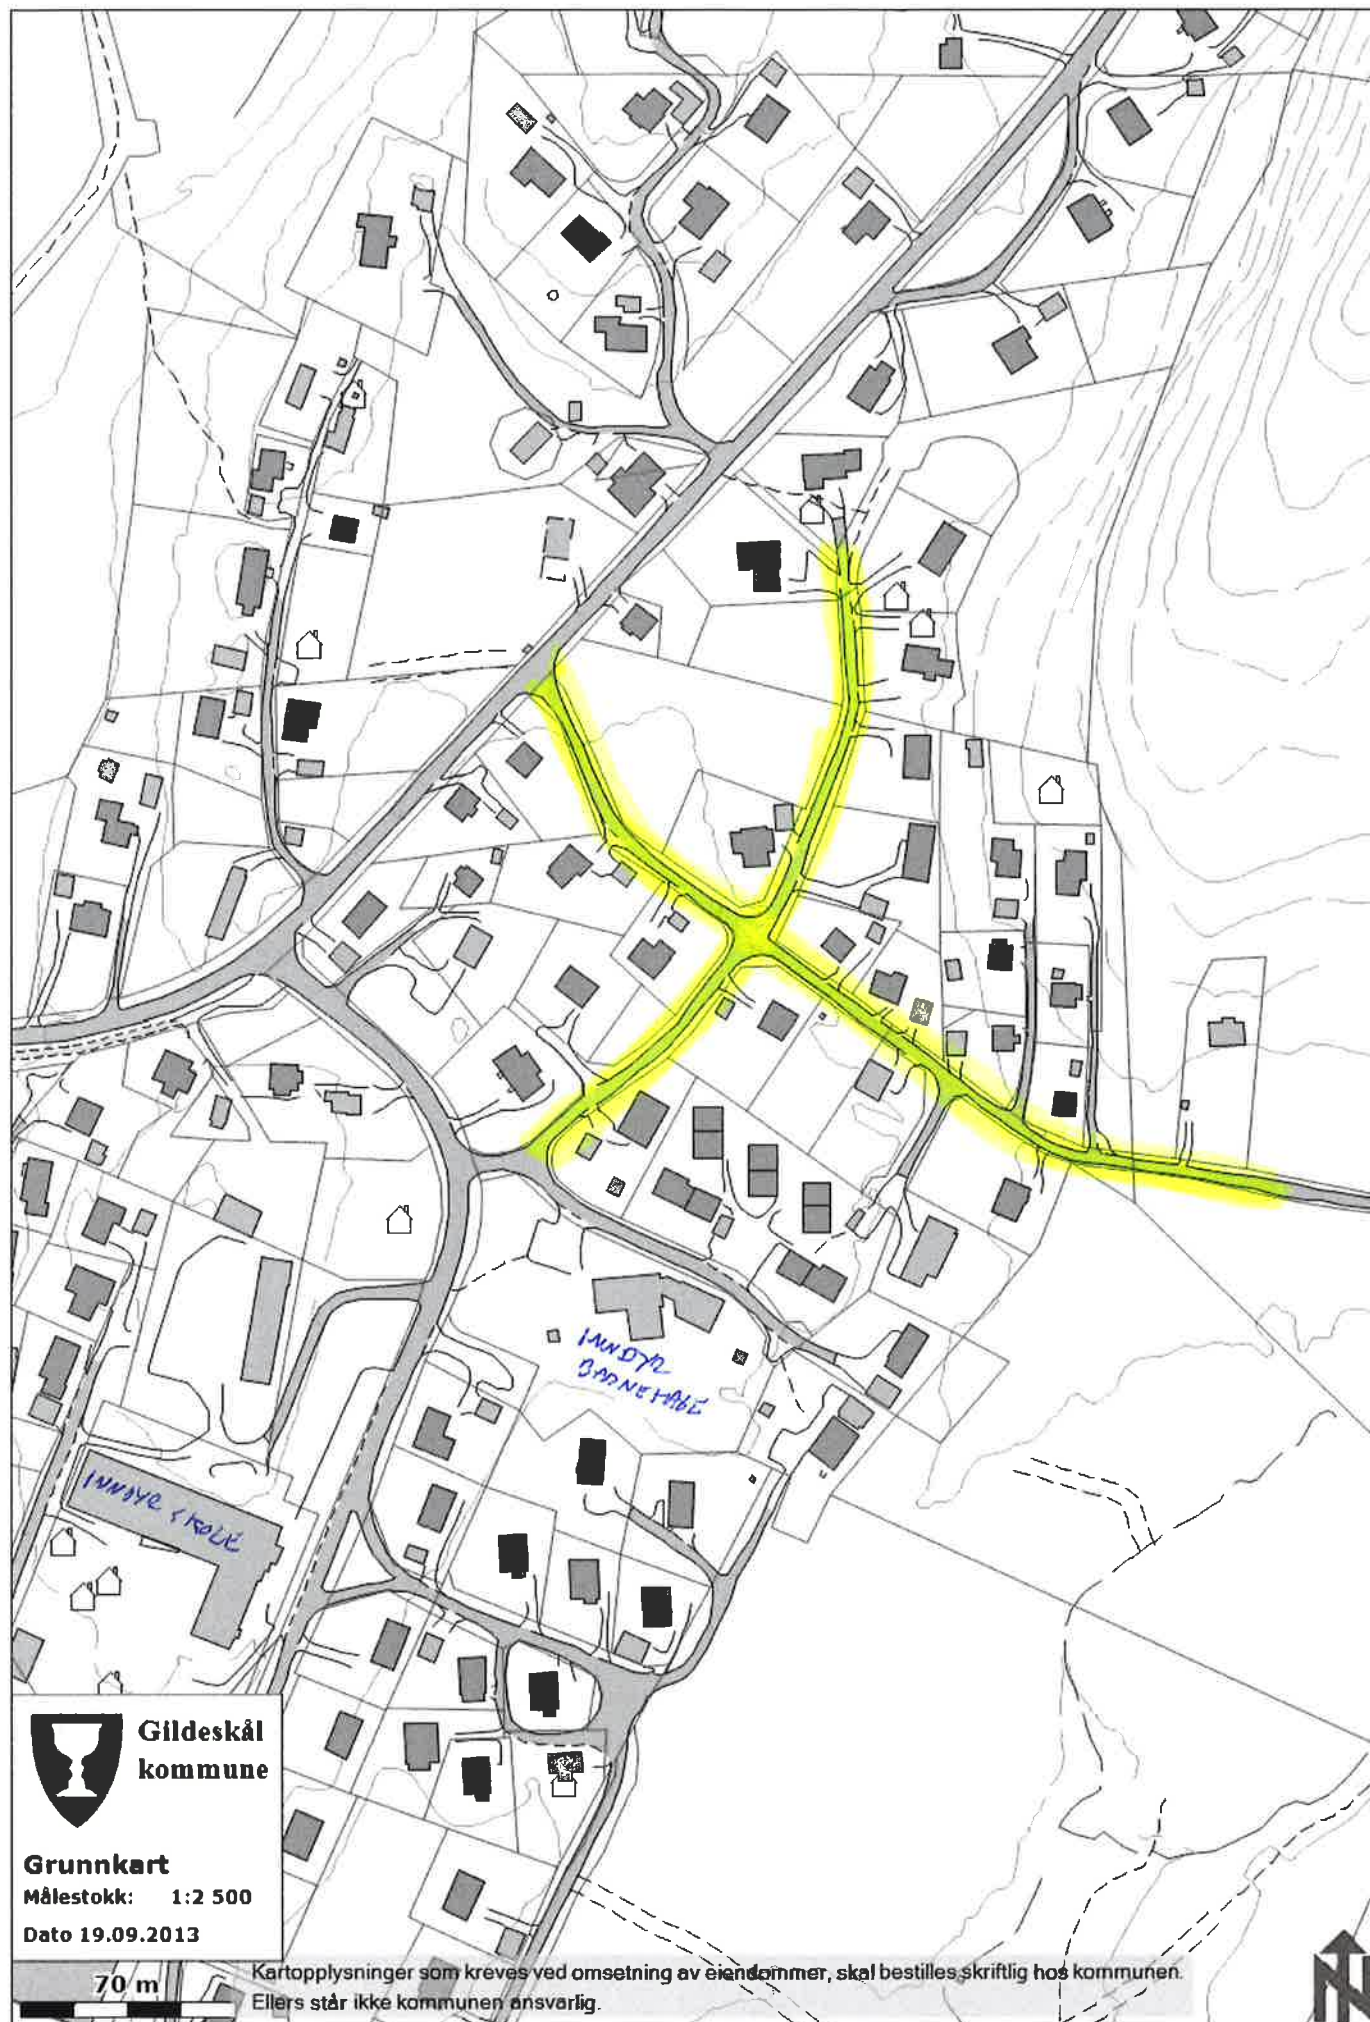 INNDYR
BARNEHAGE
INNDYR SKOLE
Gildeskål
kommune
Grunnkart
Målestokk: 1:2 500
Dato 19.09.2013
70 m
Kartopplysninger som kreves ved omsetning av eiendommer, skal bestilles skriftlig hos kommunen.
Ellers står ikke kommunen ansvarlig.
N